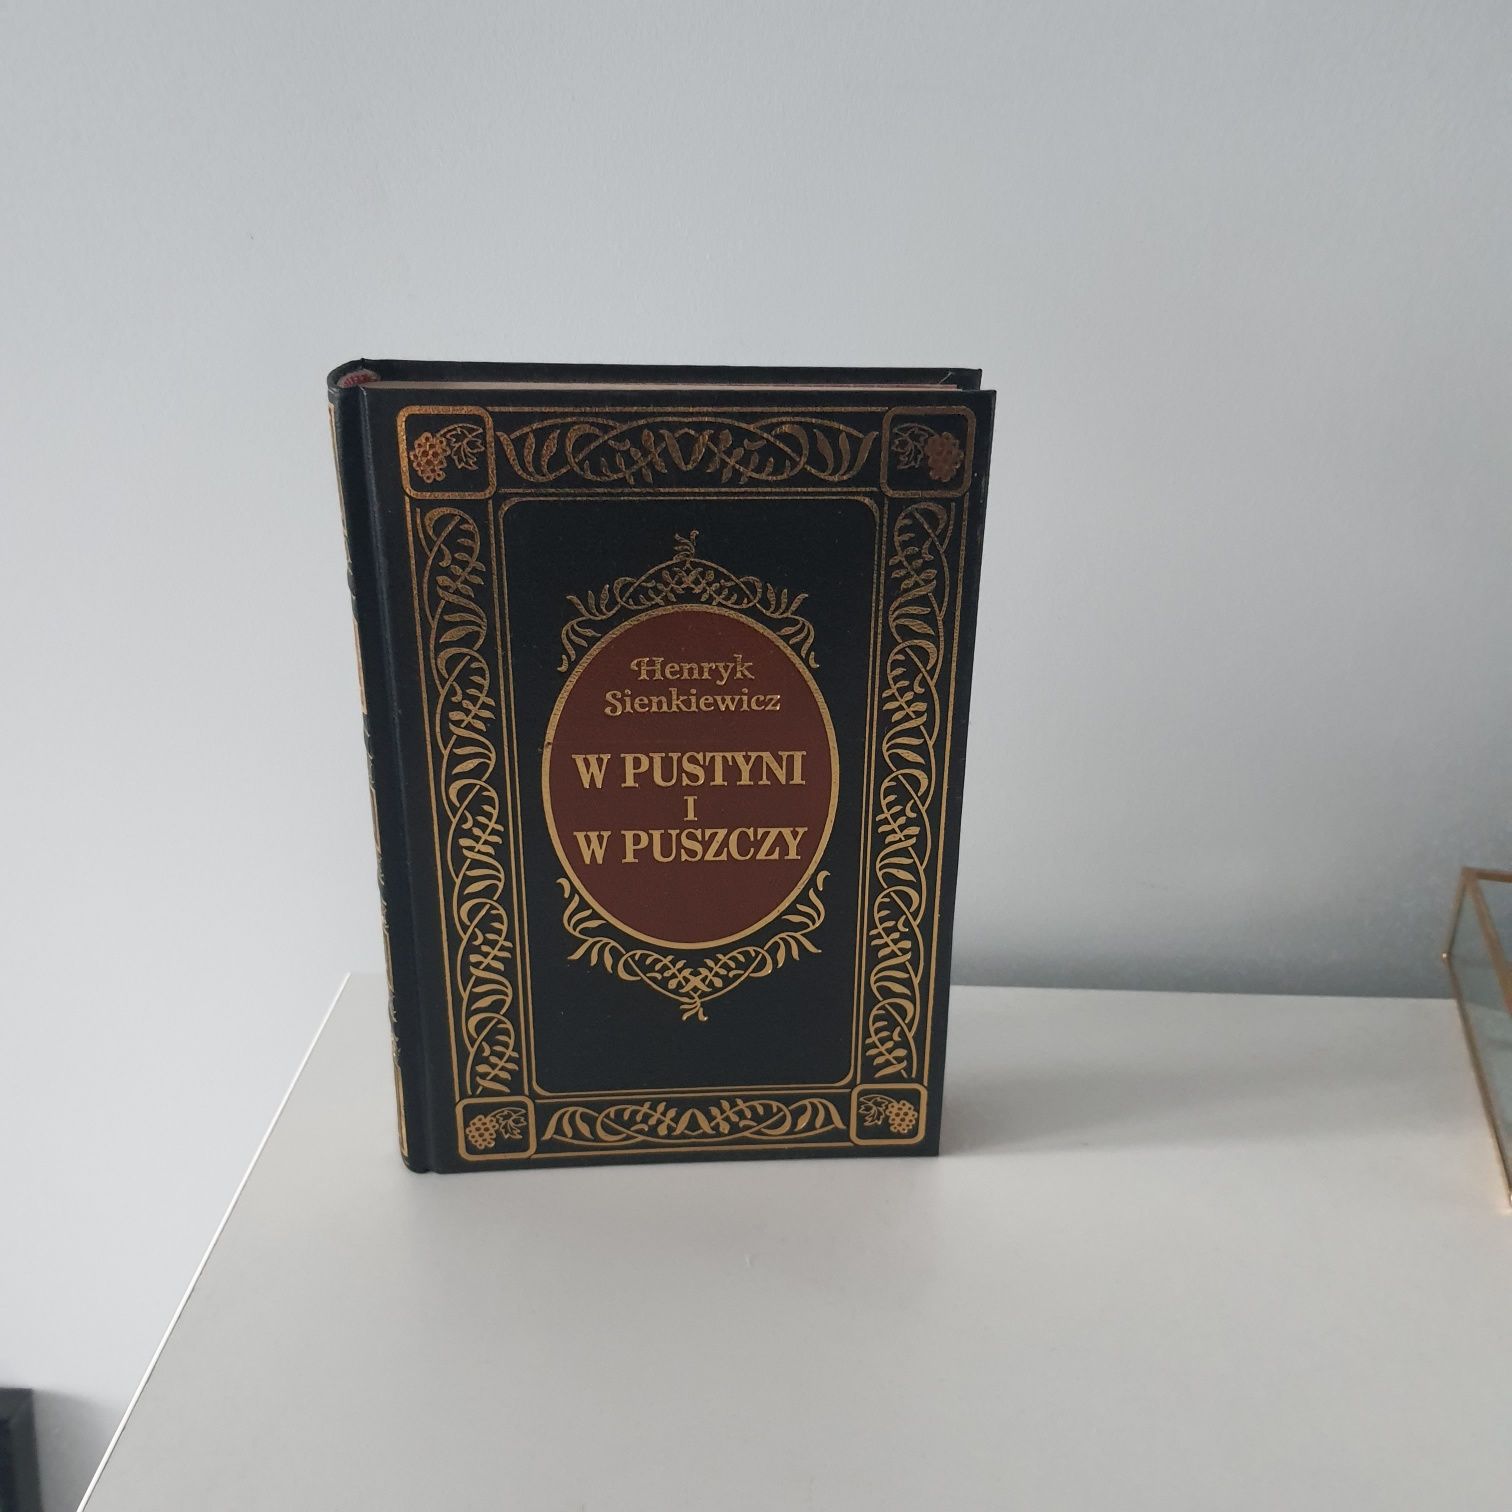 Henryk
Sienkiewicz
W PUSTYNI
I
W PUSZCZY